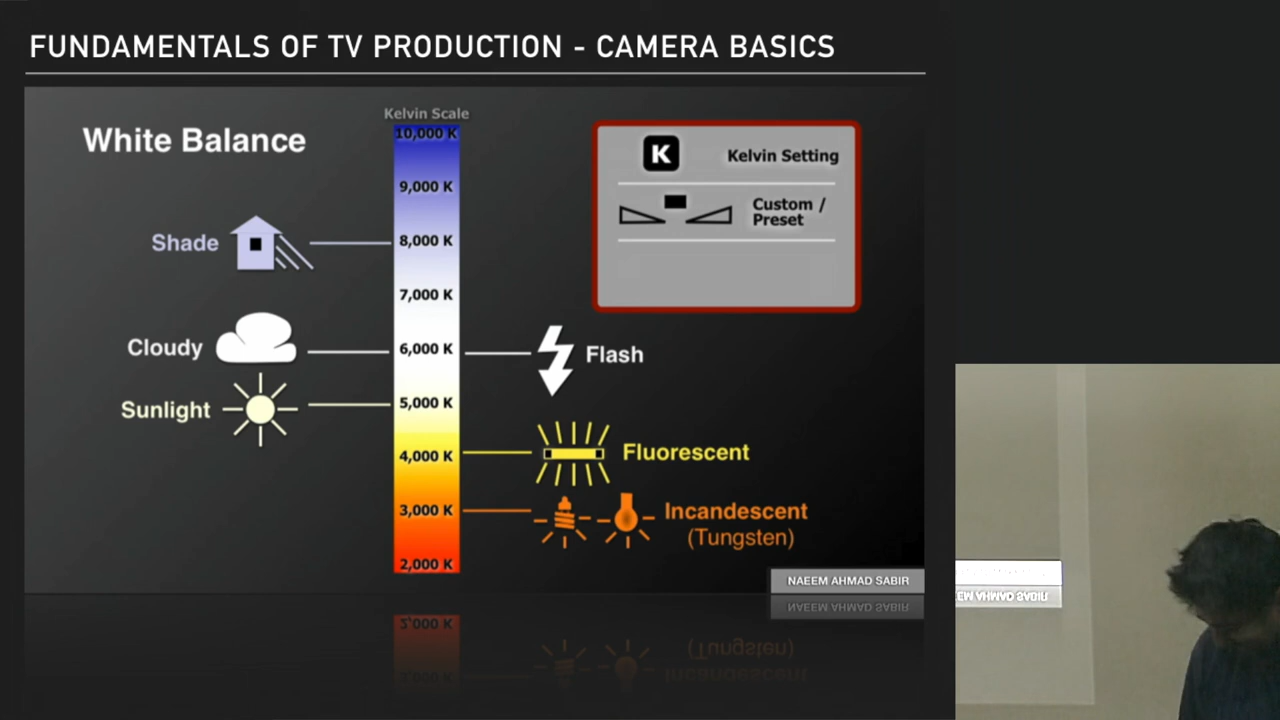 FUNDAMENTALS OF TV PRODUCTION - CAMERA BASICS
White Balance
Kelvin Scale
10,000 K
9,000 K
8,000 K
7,000 K
6,000 K
5,000 K
4,000 K
3,000 K
2,000 K
Shade
Cloudy
Sunlight
K Kelvin Setting
Custom /
Preset
Flash
Fluorescent
Incandescent
(Tungsten)
NAEEM AHMAD SABIR